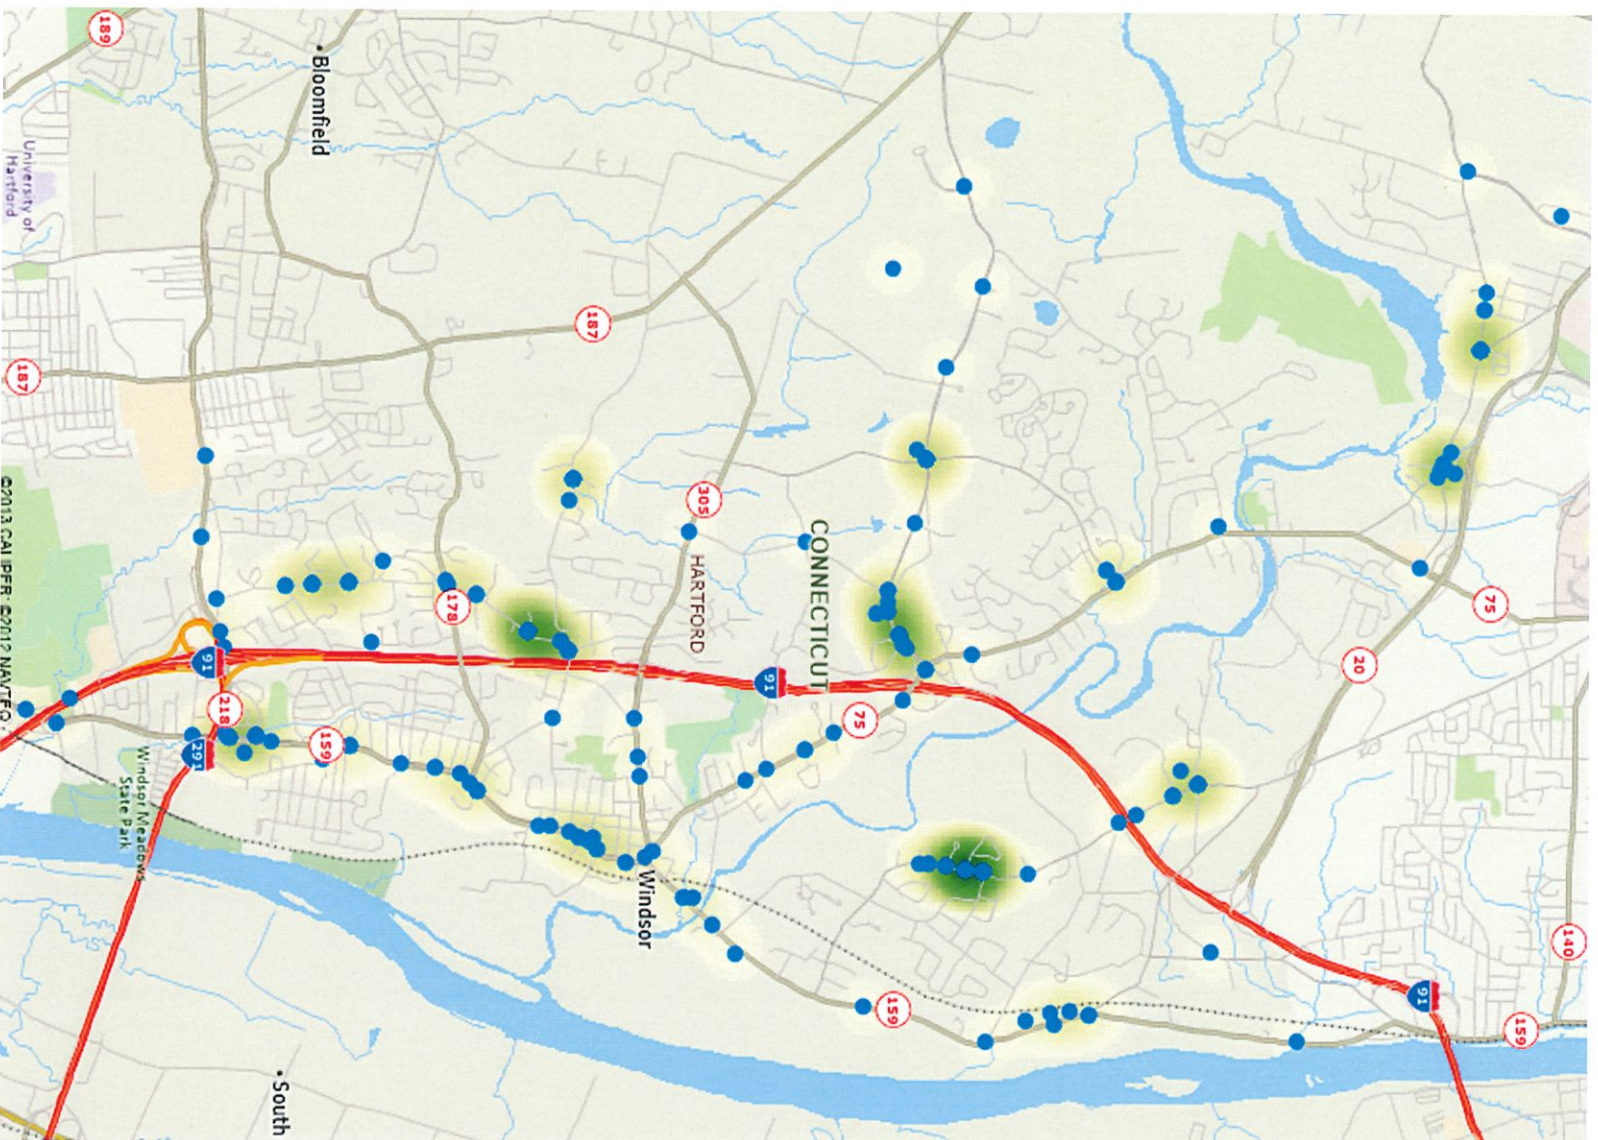 189
Bloomfield
University of
Hartford
187
187
305
HARTFORD
CONNECTICUT
178
91
91
218
291
159
75
75
20
Windsor Meadows
State Park
Windsor
159
91
159
140
South
©2013 CALIPER; ©2012 NAVTEQ